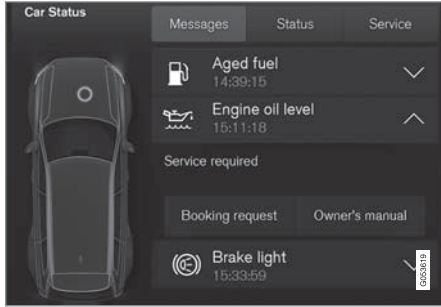 Car Status
Messages Status Service
Aged fuel
14:39:15
Engine oil level
15:11:18
Service required
Booking request Owner's manual
Brake light
15:33:59
G053619